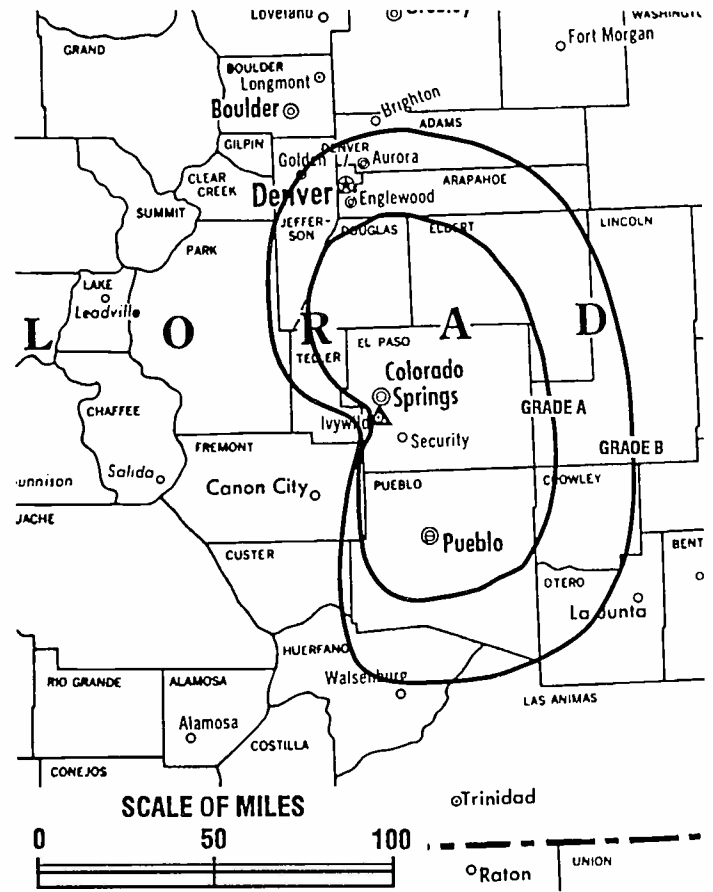 Loveland
WASHINGT
GRAND
Fort Morgan
BOULDER
Longmont
Boulder
Brighton
ADAMS
GILPIN
DENVER
Golden
Aurora
CLEAR
CREEK
ARAPAHOE
Denver
Englewood
SUMMIT
JEFFER-
SON
DOUGLAS
ELBERT
LINCOLN
PARK
LAKE
Leadville
L O R A D
TELLER
EL PASO
Colorado
Springs
GRADE A
CHAFFEE
Ivywild
Security
GRADE B
FREMONT
Salida
unnison
Canon City
PUEBLO
CROWLEY
UACHE
Pueblo
BENT
CUSTER
OTERO
La Junta
HUERFANO
RIO GRANDE
ALAMOSA
Walsenburg
LAS ANIMAS
Alamosa
COSTILLA
CONEJOS
SCALE OF MILES
Trinidad
0 50 100
Raton
UNION